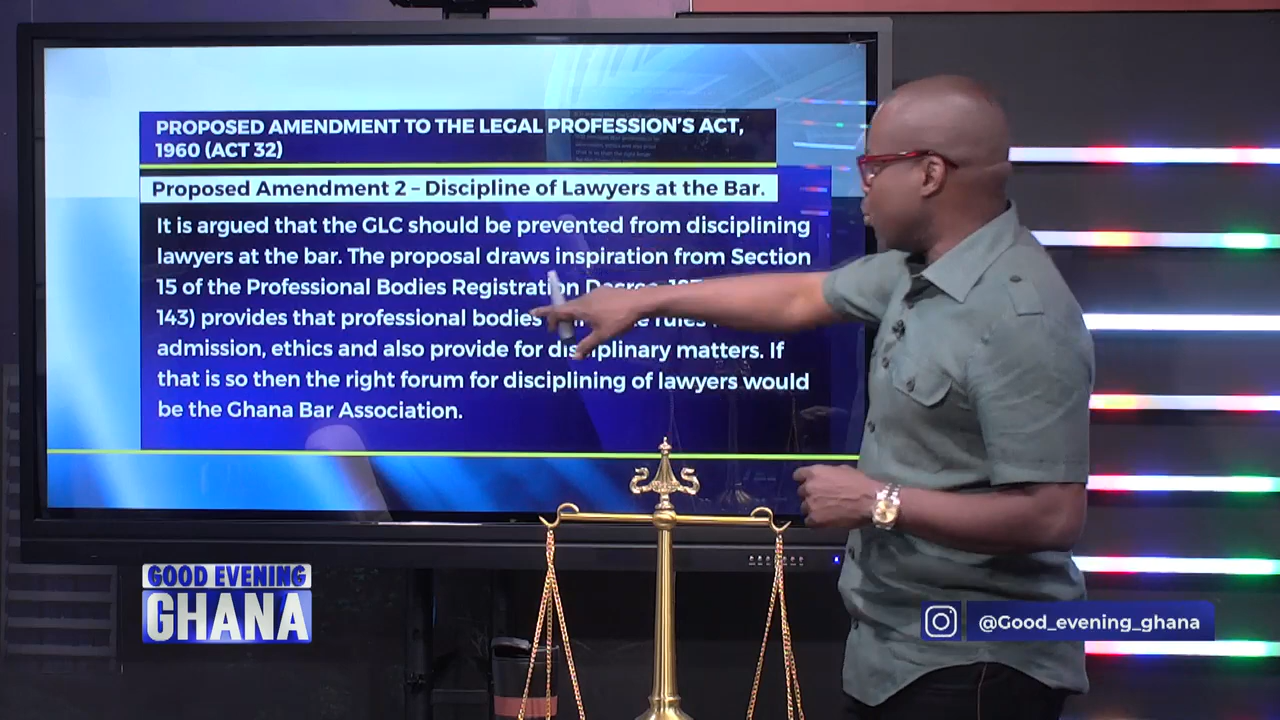 PROPOSED AMENDMENT TO THE LEGAL PROFESSION'S ACT,
1960 (ACT 32)
Proposed Amendment 2 – Discipline of Lawyers at the Bar.
It is argued that the GLC should be prevented from disciplining
lawyers at the bar. The proposal draws inspiration from Section
15 of the Professional Bodies Registration
143) provides that professional bodies
admission, ethics and also provide for disciplinary matters. If
that is so then the right forum for disciplining of lawyers would
be the Ghana Bar Association.
GOOD EVENING
GHANA
@Good_evening_ghana